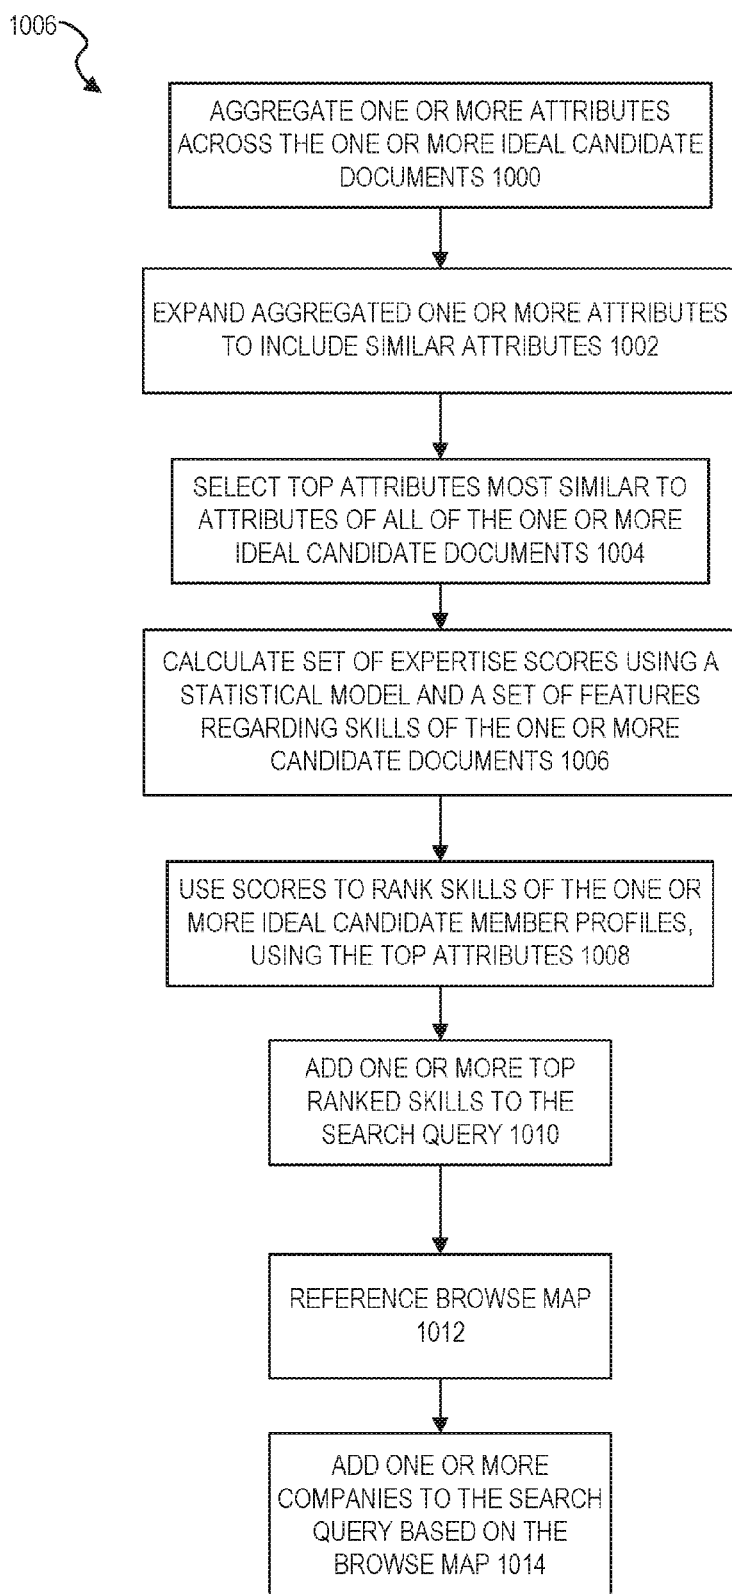 1006
AGGREGATE ONE OR MORE ATTRIBUTES
ACROSS THE ONE OR MORE IDEAL CANDIDATE
DOCUMENTS 1000
EXPAND AGGREGATED ONE OR MORE ATTRIBUTES
TO INCLUDE SIMILAR ATTRIBUTES 1002
SELECT TOP ATTRIBUTES MOST SIMILAR TO
ATTRIBUTES OF ALL OF THE ONE OR MORE
IDEAL CANDIDATE DOCUMENTS 1004
CALCULATE SET OF EXPERTISE SCORES USING A
STATISTICAL MODEL AND A SET OF FEATURES
REGARDING SKILLS OF THE ONE OR MORE
CANDIDATE DOCUMENTS 1006
USE SCORES TO RANK SKILLS OF THE ONE OR
MORE IDEAL CANDIDATE MEMBER PROFILES,
USING THE TOP ATTRIBUTES 1008
ADD ONE OR MORE TOP
RANKED SKILLS TO THE
SEARCH QUERY 1010
REFERENCE BROWSE MAP
1012
ADD ONE OR MORE
COMPANIES TO THE SEARCH
QUERY BASED ON THE
BROWSE MAP 1014